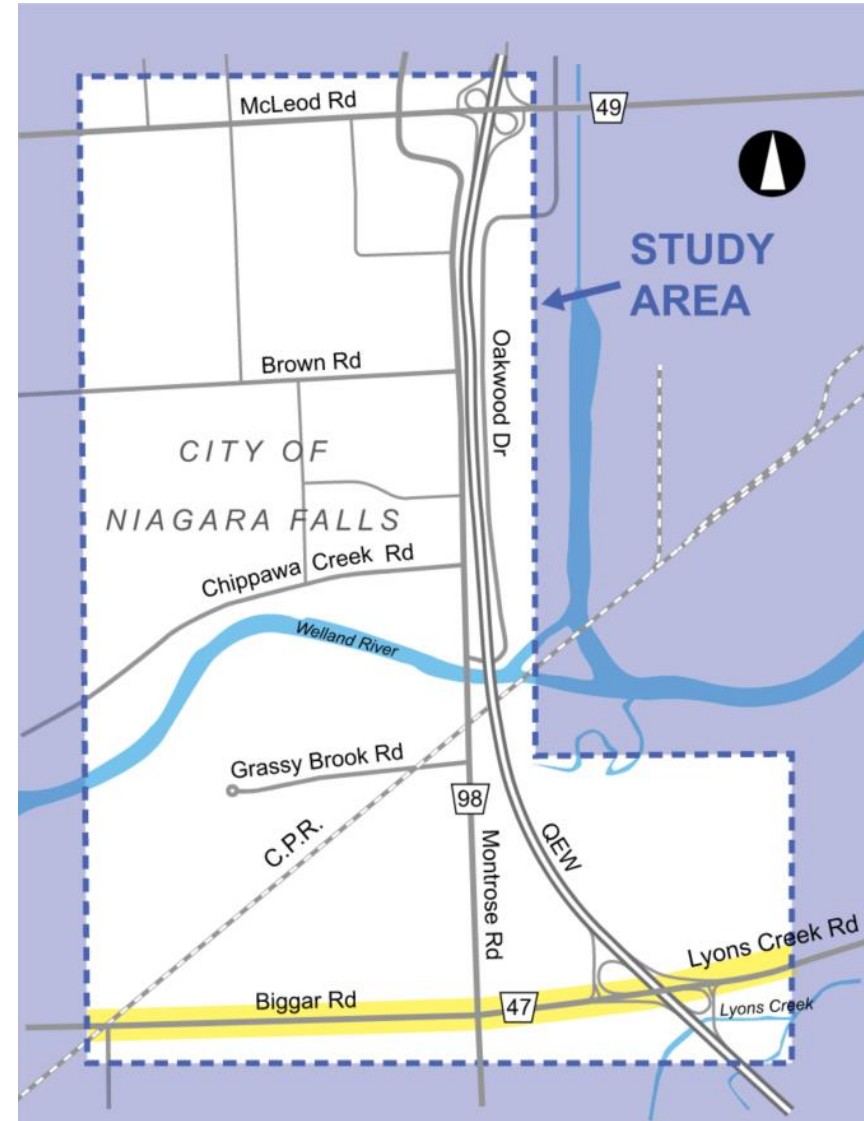 McLeod Rd
49
STUDY
AREA
Oakwood Dr
Brown Rd
CITY OF
NIAGARA FALLS
Chippawa Creek Rd
Welland River
Grassy Brook Rd
98
C.P.R.
Montrose Rd
QEW
Lyons Creek Rd
Biggar Rd
47
Lyons Creek